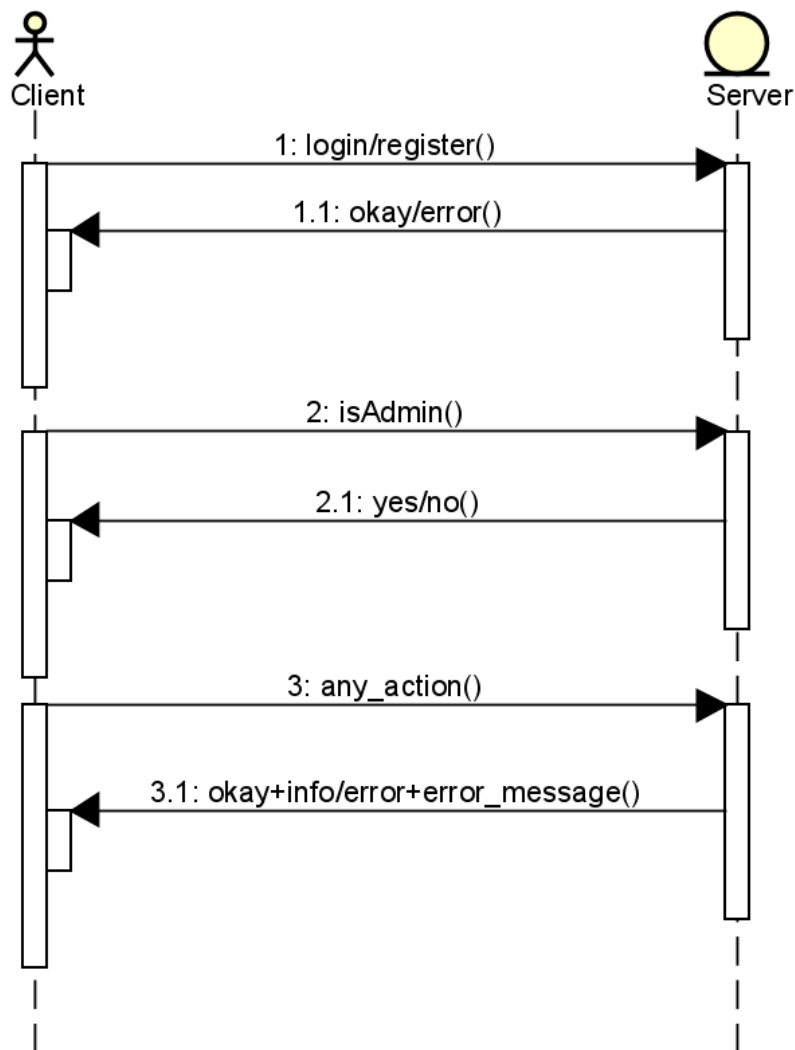 Client
Server
1: login/register()
1.1: okay/error()
2: isAdmin()
2.1: yes/no()
3: any_action()
3.1: okay+info/error+error_message()